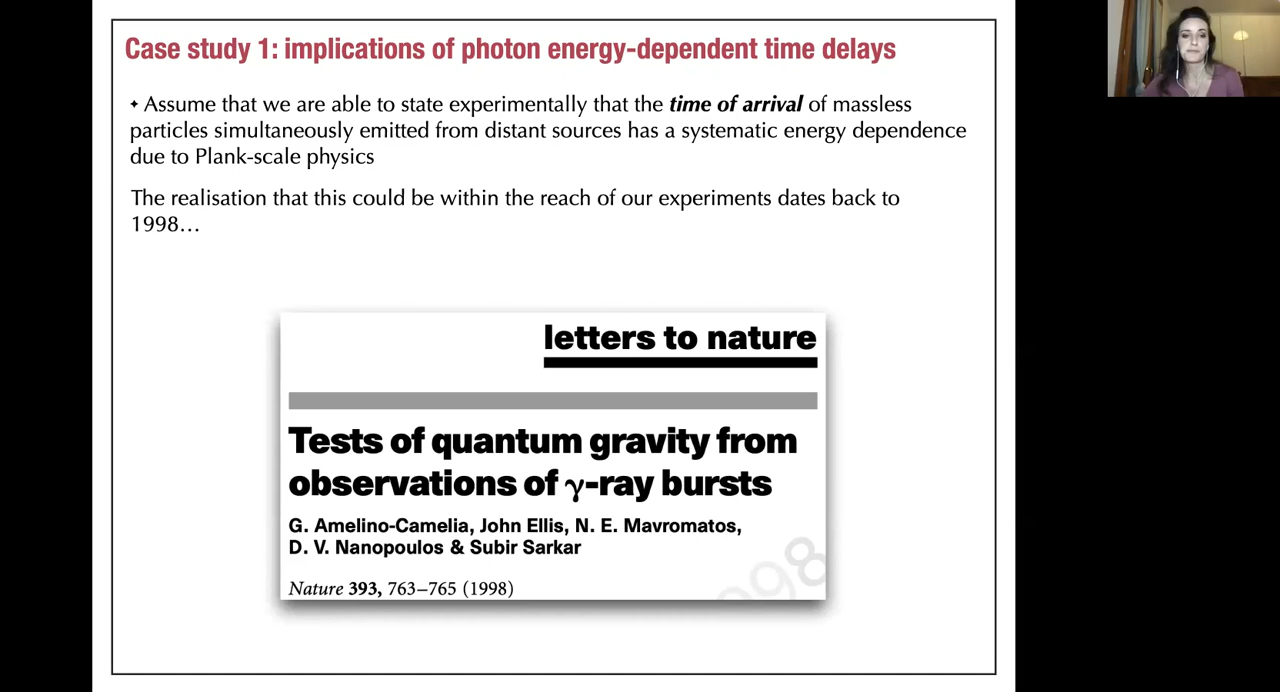 Case study 1: implications of photon energy-dependent time delays
✦ Assume that we are able to state experimentally that the time of arrival of massless
particles simultaneously emitted from distant sources has a systematic energy dependence
due to Plank-scale physics
The realisation that this could be within the reach of our experiments dates back to
1998…
letters to nature
Tests of quantum gravity from
observations of γ-ray bursts
G. Amelino-Camelia, John Ellis, N. E. Mavromatos,
D. V. Nanopoulos & Subir Sarkar
Nature 393, 763–765 (1998)